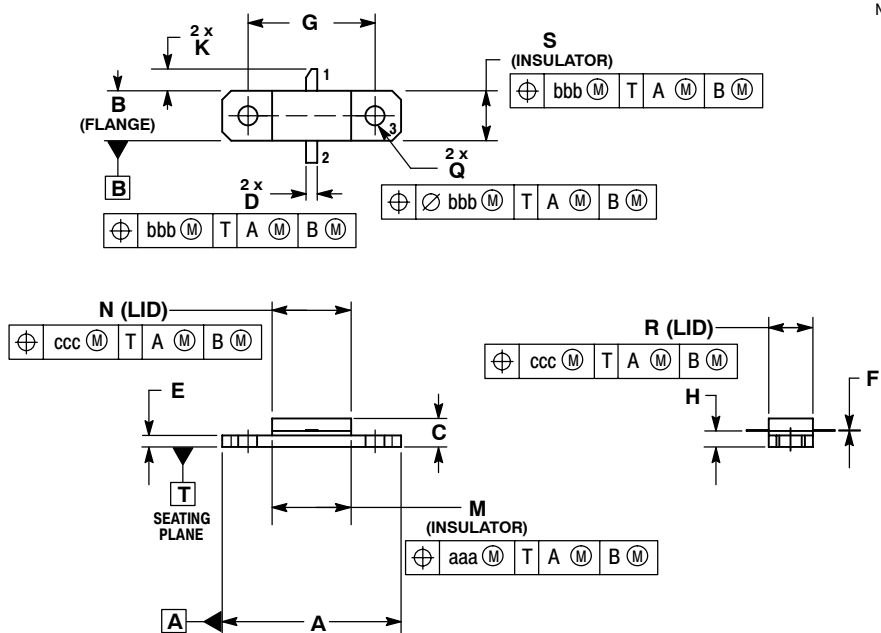 N
G
2 x
K
S
(INSULATOR)
⌖ bbb Ⓜ T A Ⓜ B Ⓜ
1
B
(FLANGE)
3
2
B
2 x
Q
⌖ ∅ bbb Ⓜ T A Ⓜ B Ⓜ
2 x
D
⌖ bbb Ⓜ T A Ⓜ B Ⓜ
N (LID)
⌖ ccc Ⓜ T A Ⓜ B Ⓜ
R (LID)
⌖ ccc Ⓜ T A Ⓜ B Ⓜ
E
C
H
F
T
SEATING
PLANE
M
(INSULATOR)
⌖ aaa Ⓜ T A Ⓜ B Ⓜ
A
A